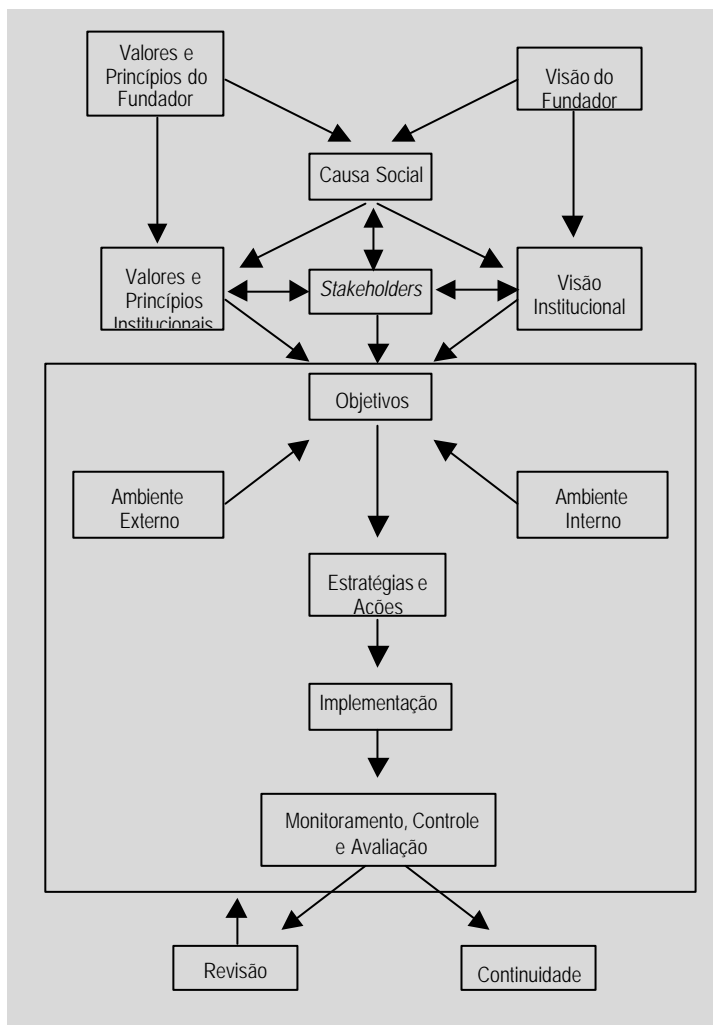 Valores e
Princípios do
Fundador
Visão do
Fundador
Causa Social
Valores e
Princípios
Institucionais
Stakeholders
Visão
Institucional
Objetivos
Ambiente
Externo
Ambiente
Interno
Estratégias e
Ações
Implementação
Monitoramento, Controle
e Avaliação
Revisão
Continuidade